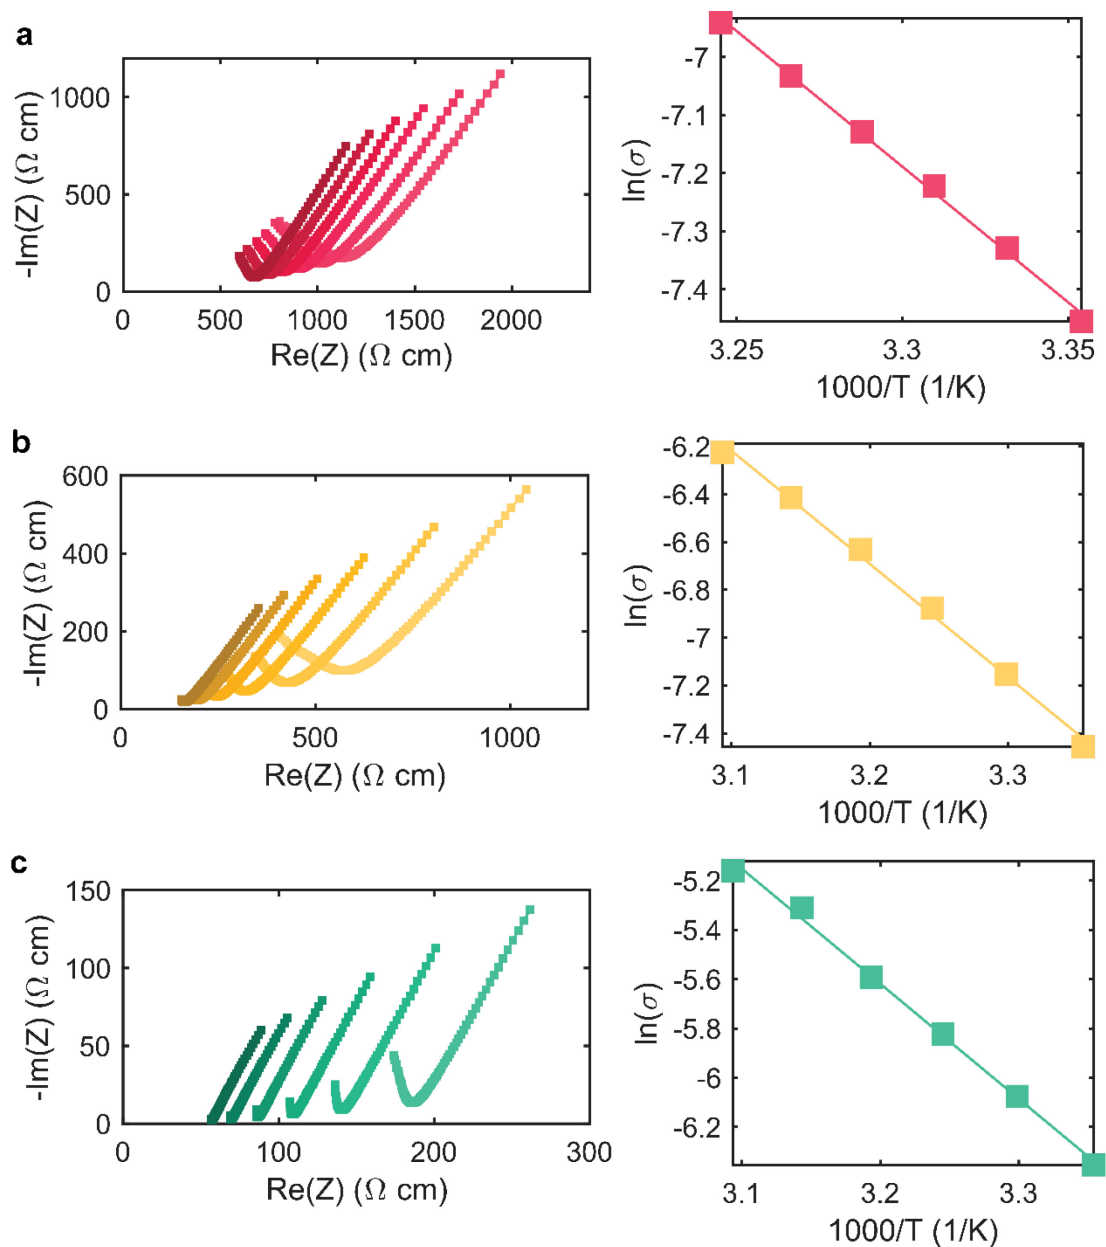 a
1000
500
0
-Im(Z) (Ω cm)
0 500 1000 1500 2000
Re(Z) (Ω cm)
-7
-7.1
-7.2
-7.3
-7.4
ln(σ)
3.25 3.3 3.35
1000/T (1/K)
b
600
400
200
0
-Im(Z) (Ω cm)
0 500 1000
Re(Z) (Ω cm)
-6.2
-6.4
-6.6
-6.8
-7
-7.2
-7.4
ln(σ)
3.1 3.2 3.3
1000/T (1/K)
c
150
100
50
0
-Im(Z) (Ω cm)
0 100 200 300
Re(Z) (Ω cm)
-5.2
-5.4
-5.6
-5.8
-6
-6.2
ln(σ)
3.1 3.2 3.3
1000/T (1/K)